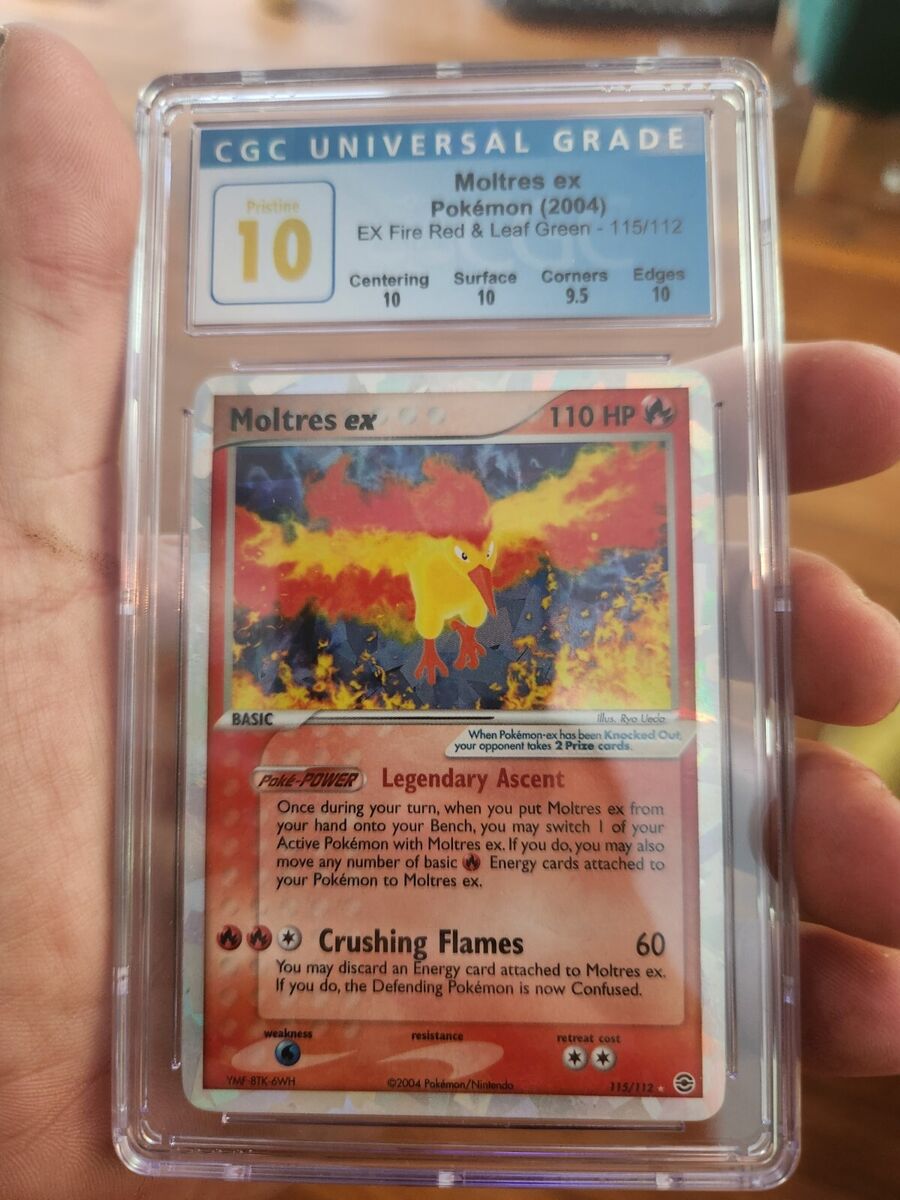 CGC UNIVERSAL GRADE
Pristine
10
Moltres ex
Pokémon (2004)
EX Fire Red & Leaf Green - 115/112
Centering Surface Corners Edges
10 10 9.5 10
Moltres ex 110 HP
BASIC
Illus. Ryo Ueda
When Pokémon-ex has been Knocked Out,
your opponent takes 2 Prize cards.
Poké-POWER Legendary Ascent
Once during your turn, when you put Moltres ex from
your hand onto your Bench, you may switch 1 of your
Active Pokémon with Moltres ex. If you do, you may also
move any number of basic Energy cards attached to
your Pokémon to Moltres ex.
Crushing Flames 60
You may discard an Energy card attached to Moltres ex.
If you do, the Defending Pokémon is now Confused.
weakness resistance retreat cost
YMF-8TK-6WH ©2004 Pokémon/Nintendo 115/112 ★